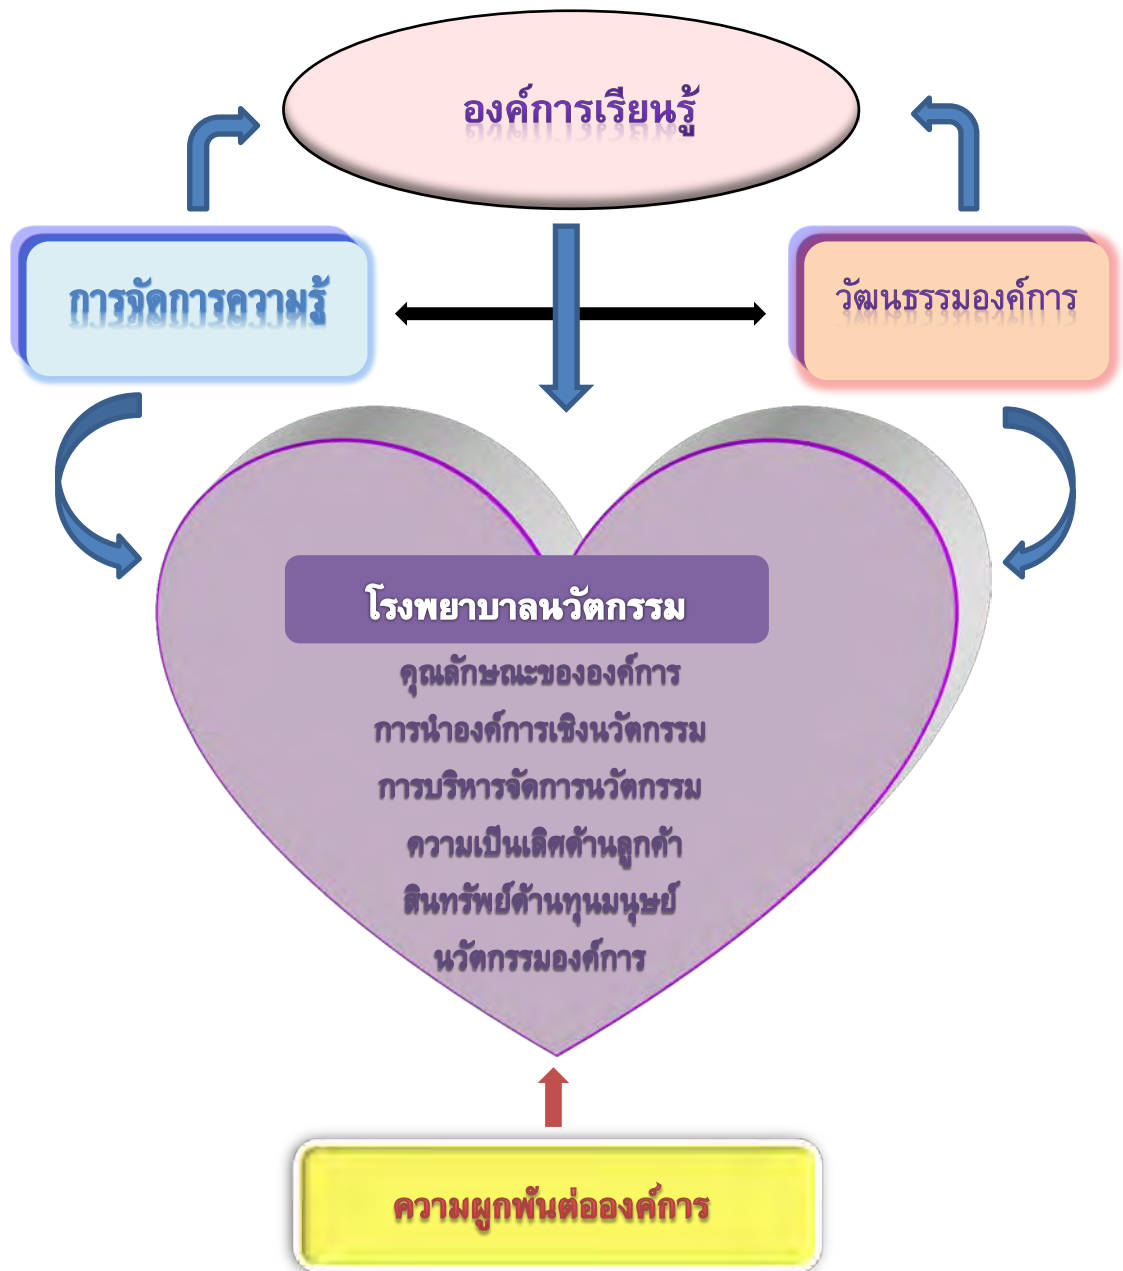 องค์การเรียนรู้
การจัดการความรู้
วัฒนธรรมองค์การ
โรงพยาบาลนวัตกรรม
คุณลักษณะขององค์การ
การนำองค์การเชิงนวัตกรรม
การบริหารจัดการนวัตกรรม
ความเป็นเลิศด้านลูกค้า
สินทรัพย์ด้านทุนมนุษย์
นวัตกรรมองค์การ
ความผูกพันต่อองค์การ